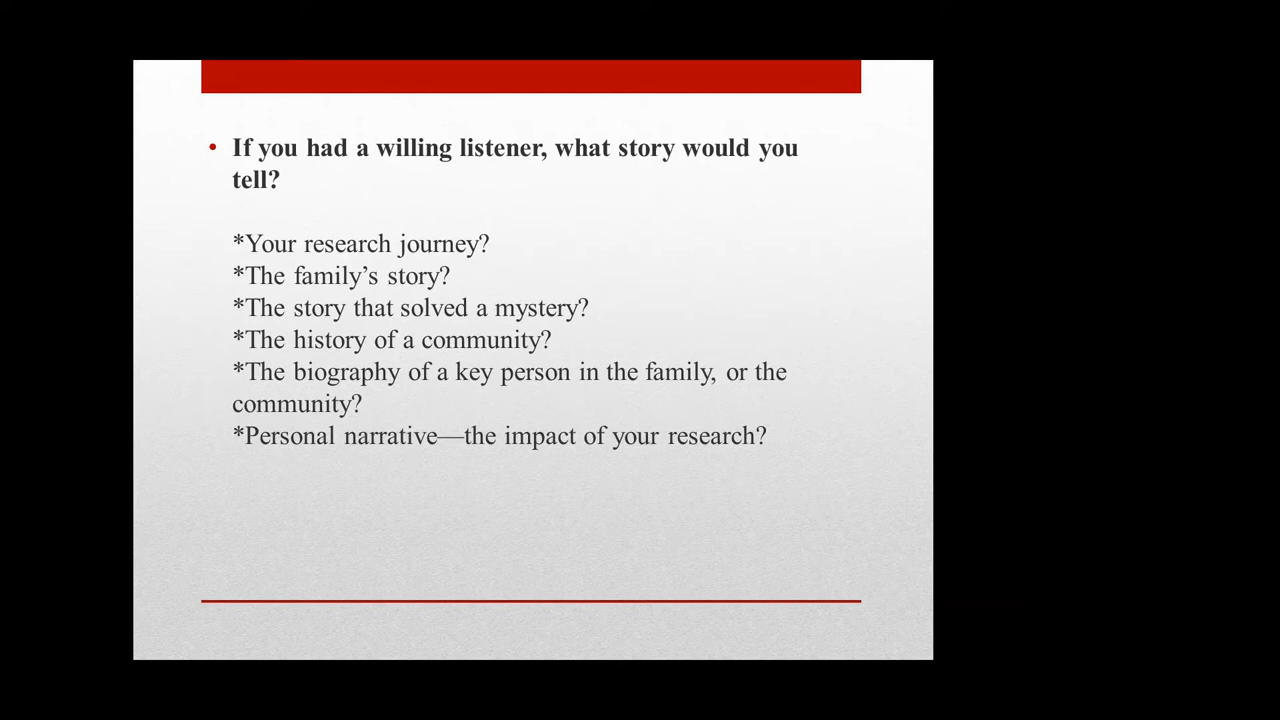 • If you had a willing listener, what story would you
tell?
*Your research journey?
*The family’s story?
*The story that solved a mystery?
*The history of a community?
*The biography of a key person in the family, or the
community?
*Personal narrative—the impact of your research?